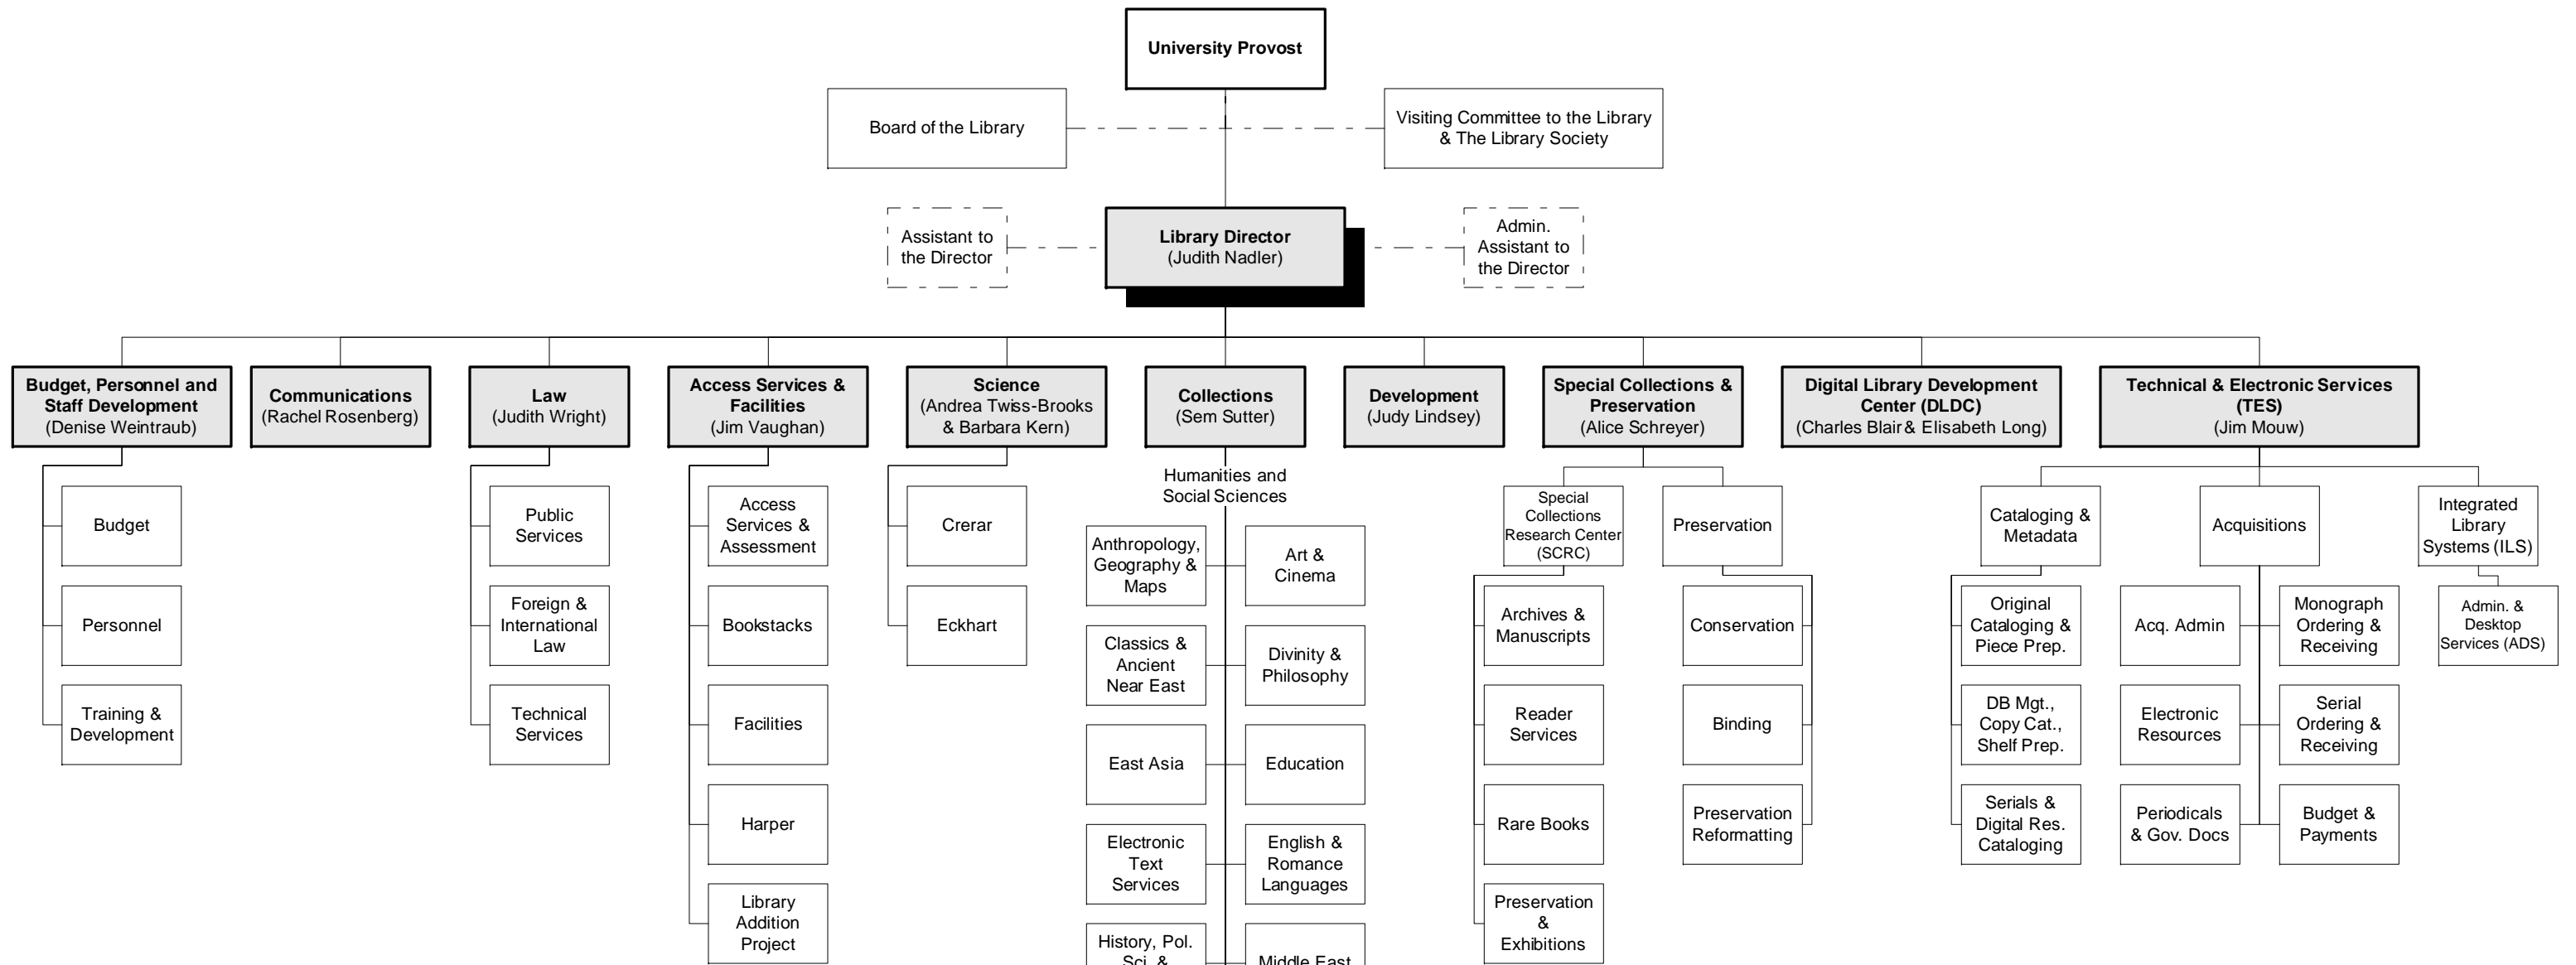 University Provost
Board of the Library
Visiting Committee to the Library
& The Library Society
Assistant to
the Director
Library Director
(Judith Nadler)
Admin.
Assistant to
the Director
Budget, Personnel and
Staff Development
(Denise Weintraub)
Communications
(Rachel Rosenberg)
Law
(Judith Wright)
Access Services &
Facilities
(Jim Vaughan)
Science
(Andrea Twiss-Brooks
& Barbara Kern)
Collections
(Sem Sutter)
Development
(Judy Lindsey)
Special Collections &
Preservation
(Alice Schreyer)
Digital Library Development
Center (DLDC)
(Charles Blair & Elisabeth Long)
Technical & Electronic Services
(TES)
(Jim Mouw)
Budget
Personnel
Training &
Development
Public
Services
Foreign &
International
Law
Technical
Services
Access
Services &
Assessment
Bookstacks
Facilities
Harper
Library
Addition
Project
Crerar
Eckhart
Humanities and
Social Sciences
Anthropology,
Geography &
Maps
Art &
Cinema
Classics &
Ancient
Near East
Divinity &
Philosophy
East Asia
Education
Electronic
Text
Services
English &
Romance
Languages
History, Pol.
Sci. &
Middle East
Special
Collections
Research Center
(SCRC)
Archives &
Manuscripts
Reader
Services
Rare Books
Preservation
&
Exhibitions
Preservation
Conservation
Binding
Preservation
Reformatting
Cataloging &
Metadata
Original
Cataloging &
Piece Prep.
DB Mgt.,
Copy Cat.,
Shelf Prep.
Serials &
Digital Res.
Cataloging
Acquisitions
Acq. Admin
Monograph
Ordering &
Receiving
Electronic
Resources
Serial
Ordering &
Receiving
Periodicals
& Gov. Docs
Budget &
Payments
Integrated
Library
Systems (ILS)
Admin. &
Desktop
Services (ADS)